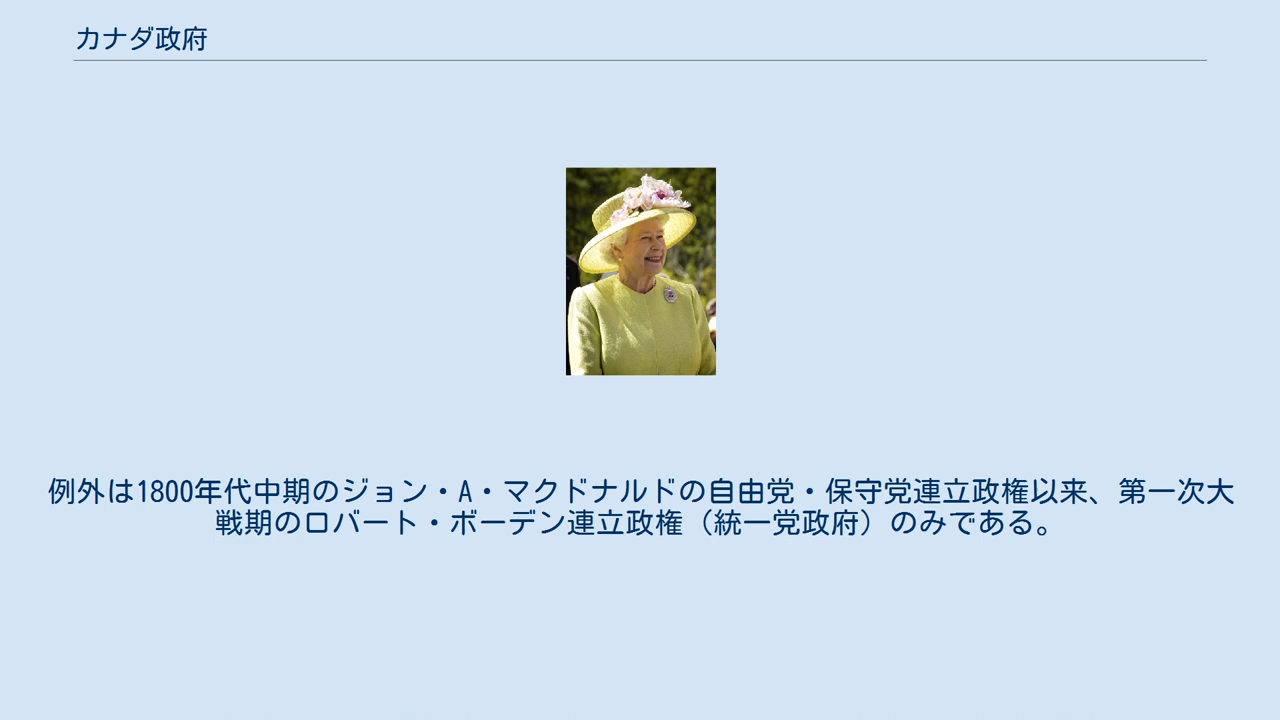 カナダ政府
例外は1800年代中期のジョン・A・マクドナルドの自由党・保守党連立政権以来、第一次大
戦期のロバート・ボーデン連立政権（統一党政府）のみである。